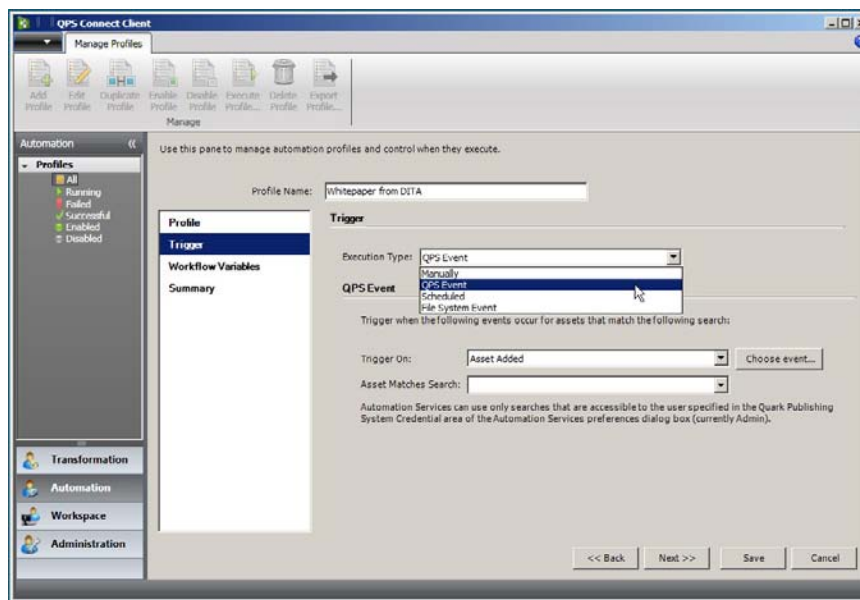 QPS Connect Client
Manage Profiles
Add Profile
Edit Profile
Duplicate Profile
Enable Profile
Disable Profile
Execute Profile...
Delete Profile
Export Profile...
Manage
Automation
Use this pane to manage automation profiles and control when they execute.
Profiles
All
Running
Failed
Successful
Enabled
Disabled
Profile Name:
Whitepaper from DITA
Profile
Trigger
Workflow Variables
Summary
Trigger
Execution Type:
QPS Event
Manually
QPS Event
Scheduled
File System Event
QPS Event
Trigger when the following events occur for assets that match the following search:
Trigger On:
Asset Added
Choose event...
Asset Matches Search:
Automation Services can use only searches that are accessible to the user specified in the Quark Publishing
System Credential area of the Automation Services preferences dialog box (currently Admin).
Transformation
Automation
Workspace
Administration
<< Back
Next >>
Save
Cancel